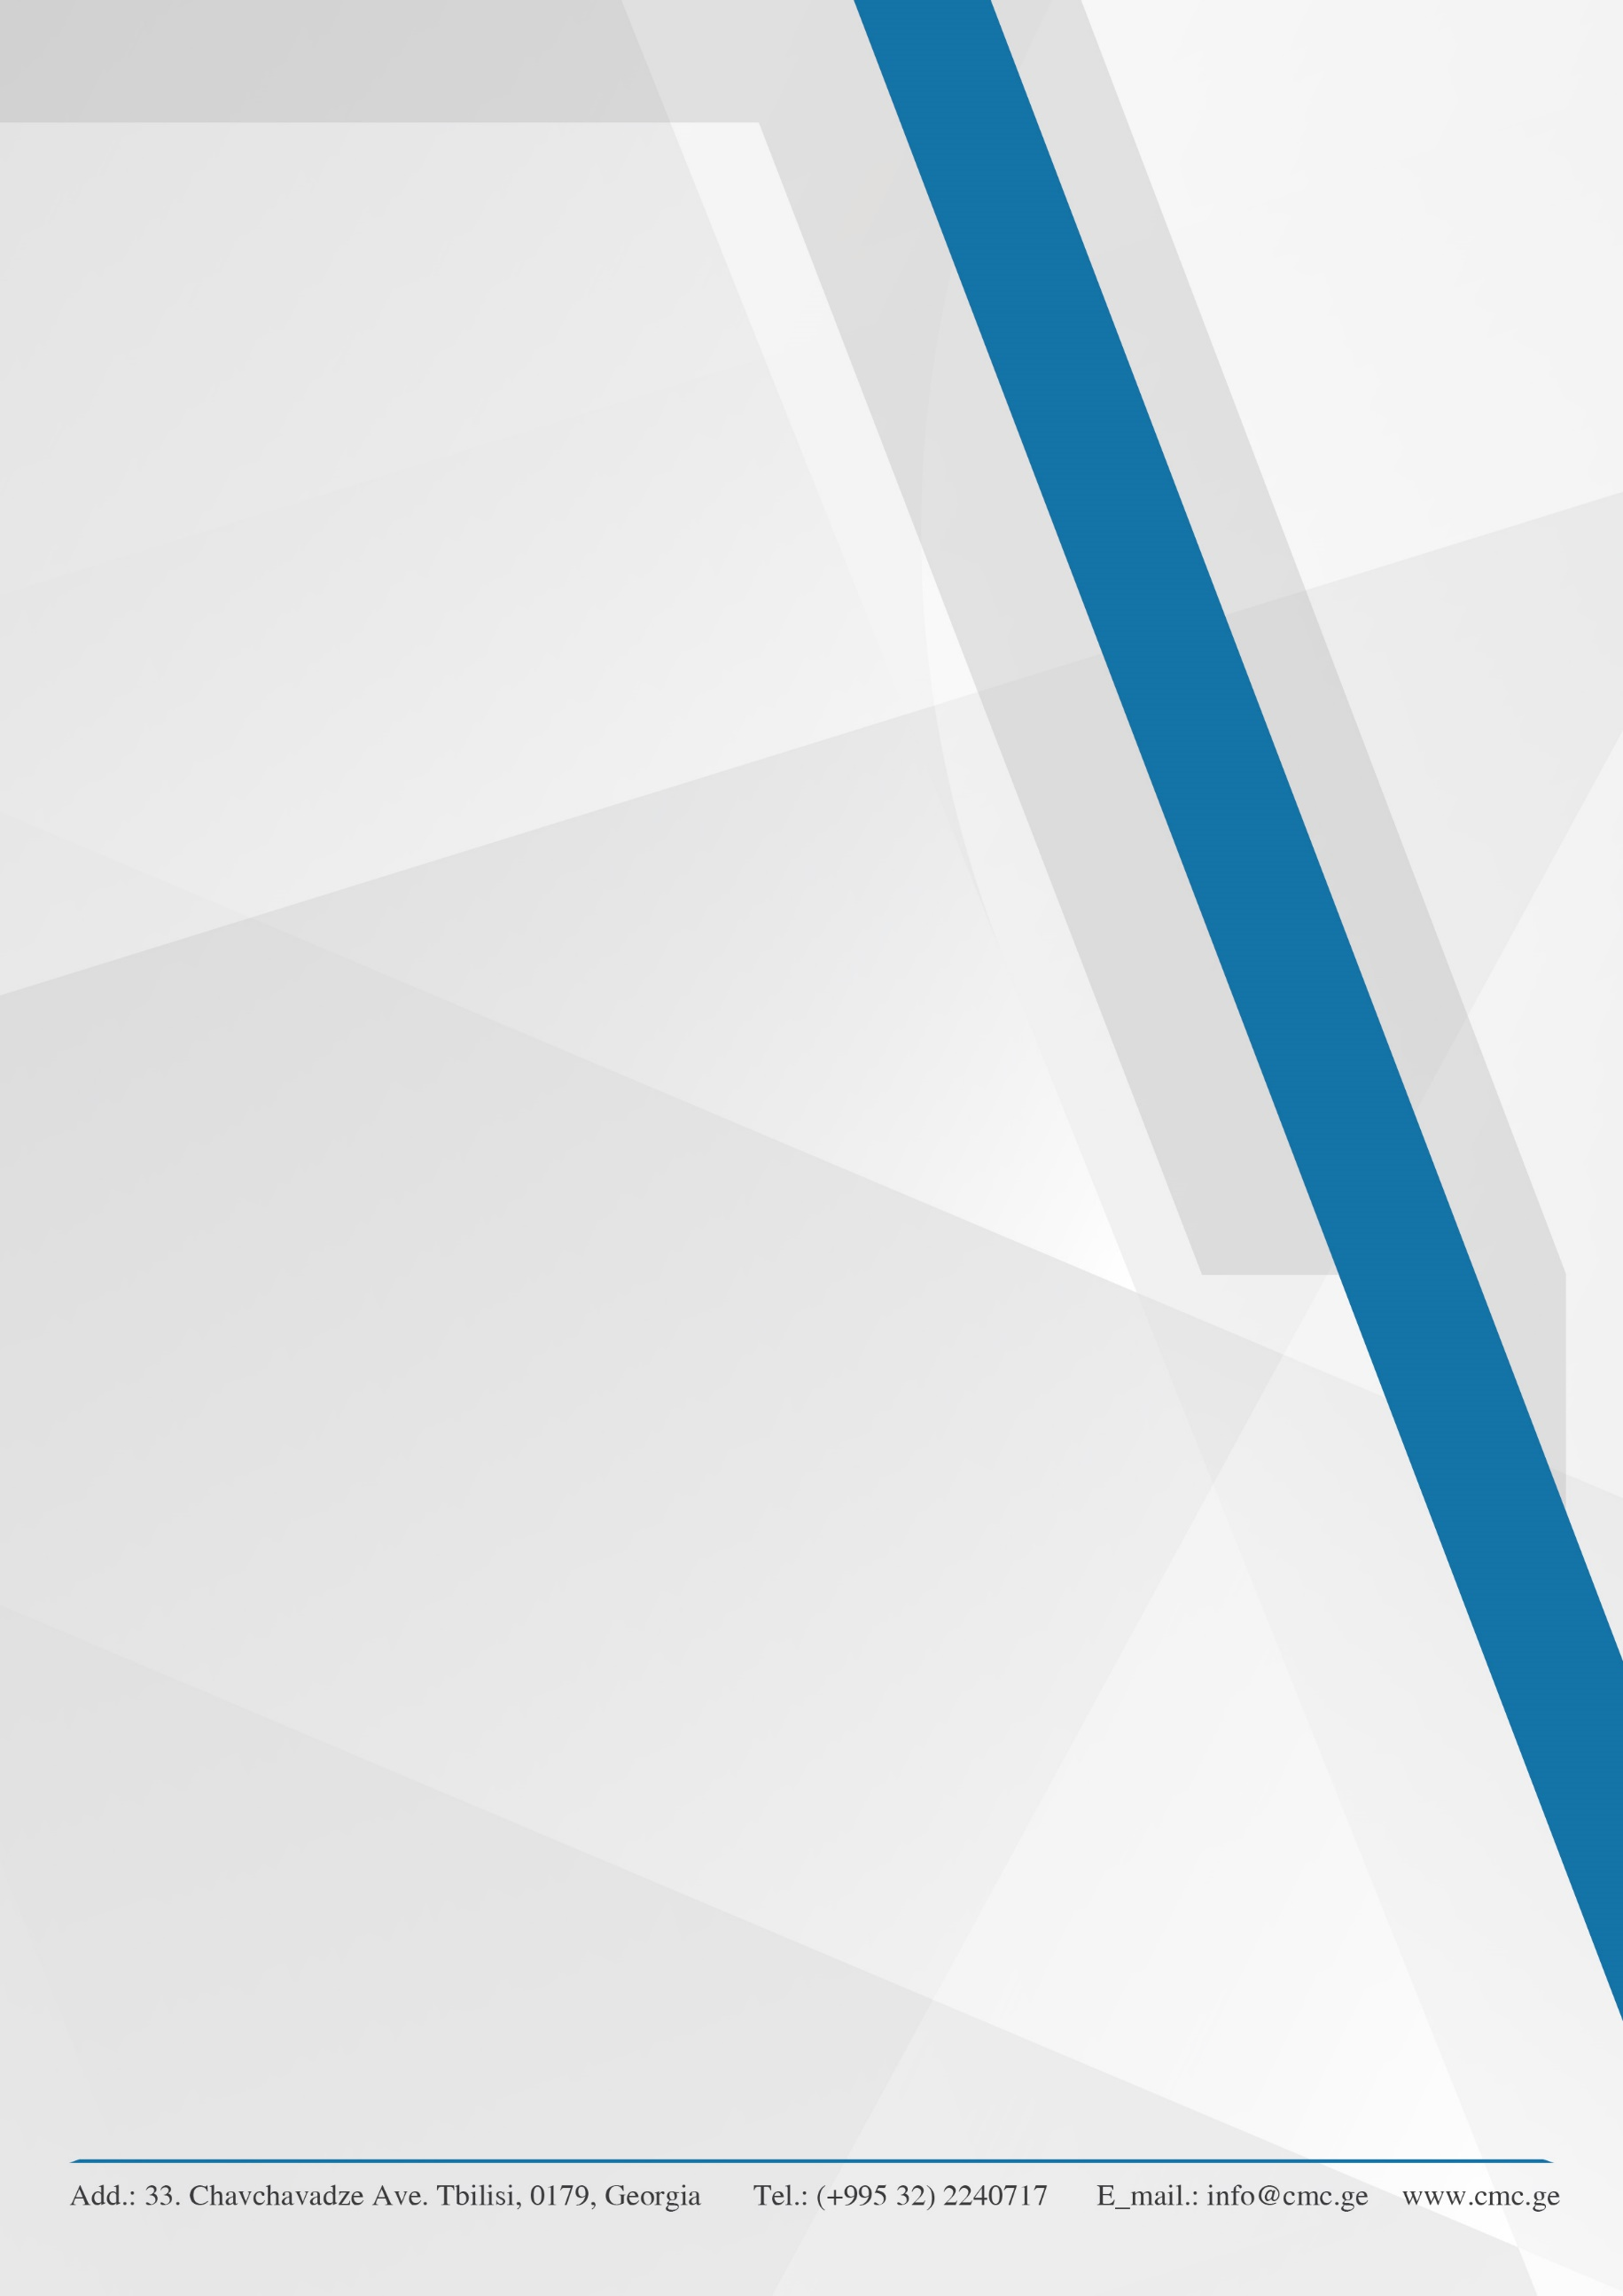 Add.: 33. Chavchavadze Ave. Tbilisi, 0179, Georgia Tel.: (+995 32) 2240717 E_mail.: info@cmc.ge www.cmc.ge